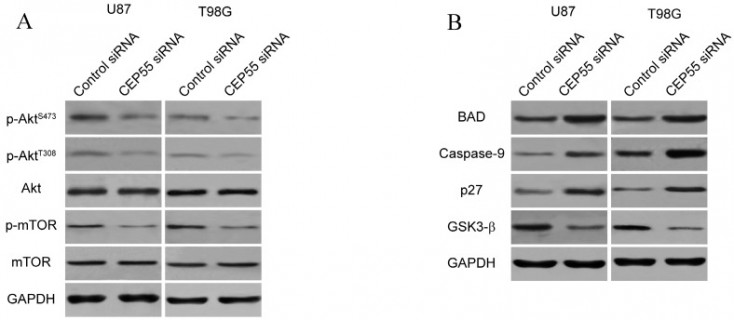 A
U87
T98G
Control siRNA
CEP55 siRNA
Control siRNA
CEP55 siRNA
p-Akt^S473
p-Akt^T308
Akt
p-mTOR
mTOR
GAPDH
B
U87
T98G
Control siRNA
CEP55 siRNA
Control siRNA
CEP55 siRNA
BAD
Caspase-9
p27
GSK3-β
GAPDH